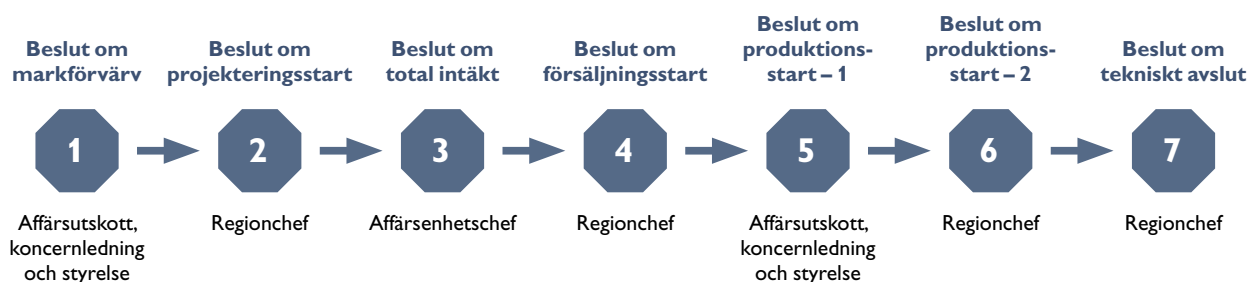 Beslut om
markförvärv
1
Affärsutskott,
koncernledning
och styrelse
Beslut om
projekteringsstart
2
Regionchef
Beslut om
total intäkt
3
Affärsenhetschef
Beslut om
försäljningsstart
4
Regionchef
Beslut om
produktions-
start – 1
5
Affärsutskott,
koncernledning
och styrelse
Beslut om
produktions-
start – 2
6
Regionchef
Beslut om
tekniskt avslut
7
Regionchef